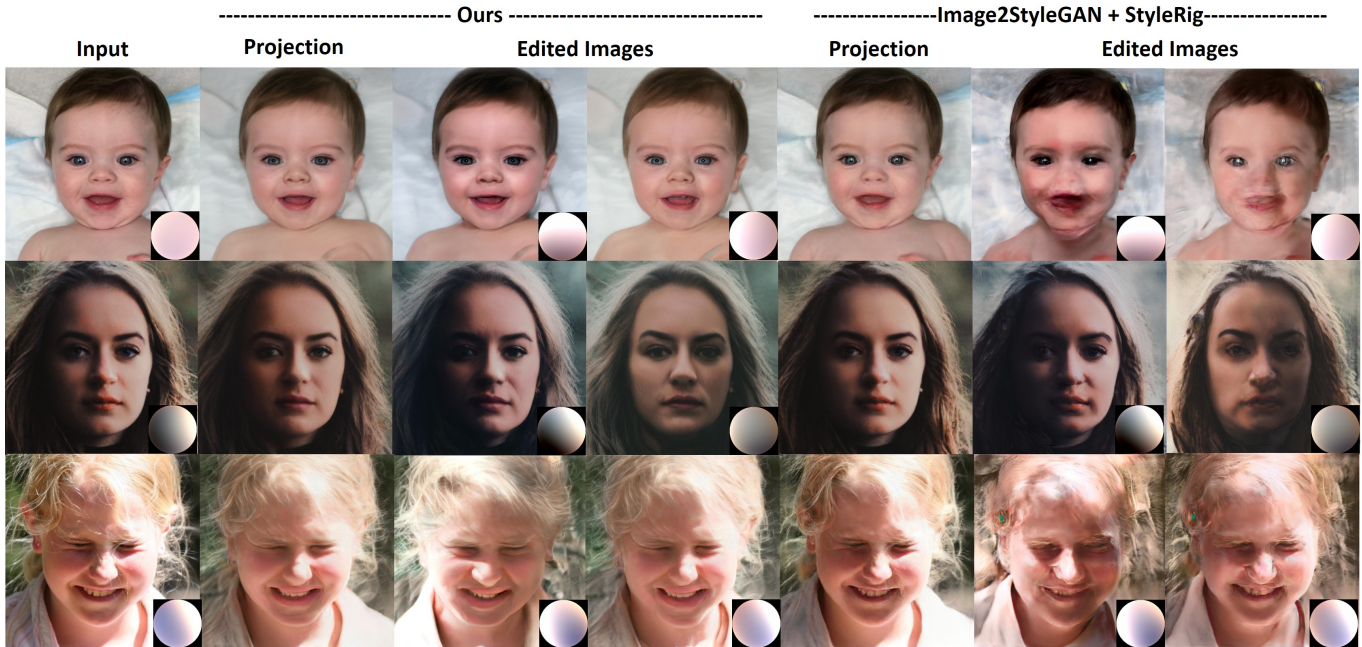 ------------------------------ Ours ---------------------------------
----------------Image2StyleGAN + StyleRig----------------
Input
Projection
Edited Images
Projection
Edited Images